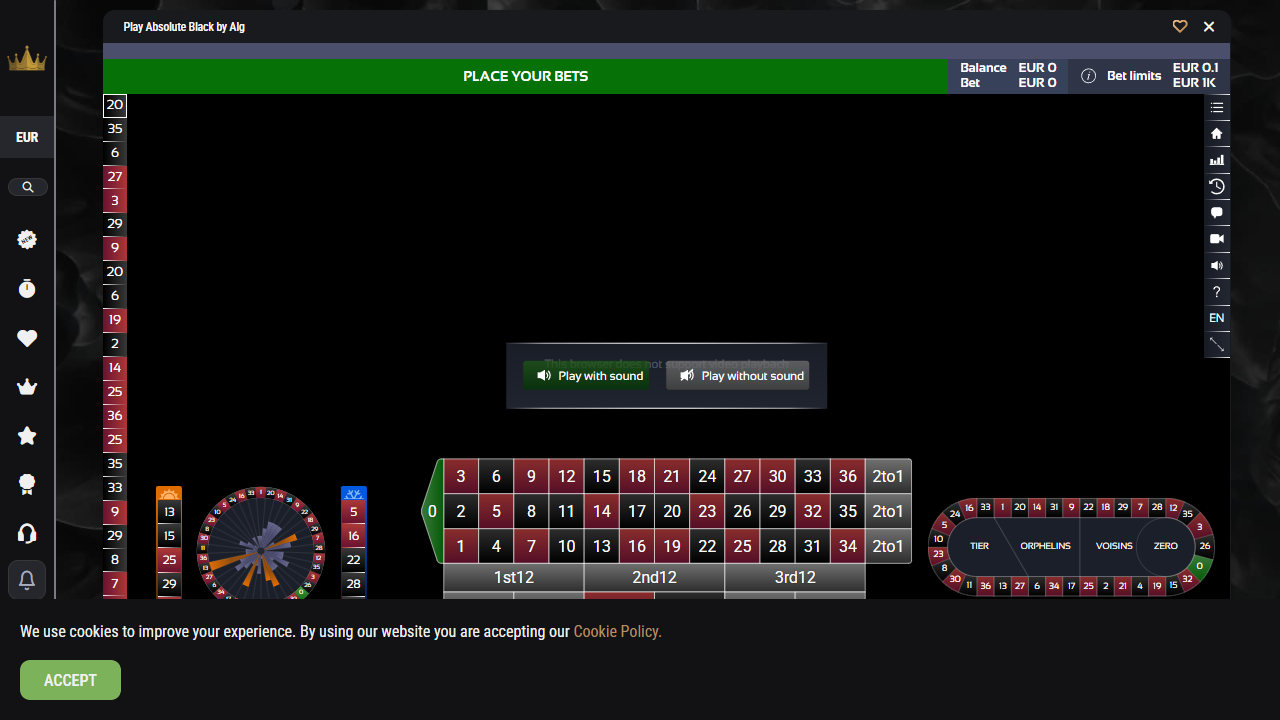 Play Absolute Black by Alg
PLACE YOUR BETS
Balance EUR 0
Bet EUR 0
Bet limits
EUR 0.1
EUR 1K
EUR
NEW
20
35
6
27
3
29
9
20
6
19
2
14
25
36
25
35
33
9
29
8
7
?
EN
This browser does not support video playback
Play with sound
Play without sound
13
15
25
29
5
16
22
28
3 6 9 12 15 18 21 24 27 30 33 36 2to1
0
2 5 8 11 14 17 20 23 26 29 32 35 2to1
1 4 7 10 13 16 19 22 25 28 31 34 2to1
1st12 2nd12 3rd12
24 16 33 1 20 14 31 9 22 18 29 7 28 12 35
5 3
10 26
23 0
8 32
30 11 36 13 27 6 34 17 25 2 21 4 19 15
TIER ORPHELINS VOISINS ZERO
We use cookies to improve your experience. By using our website you are accepting our Cookie Policy.
ACCEPT